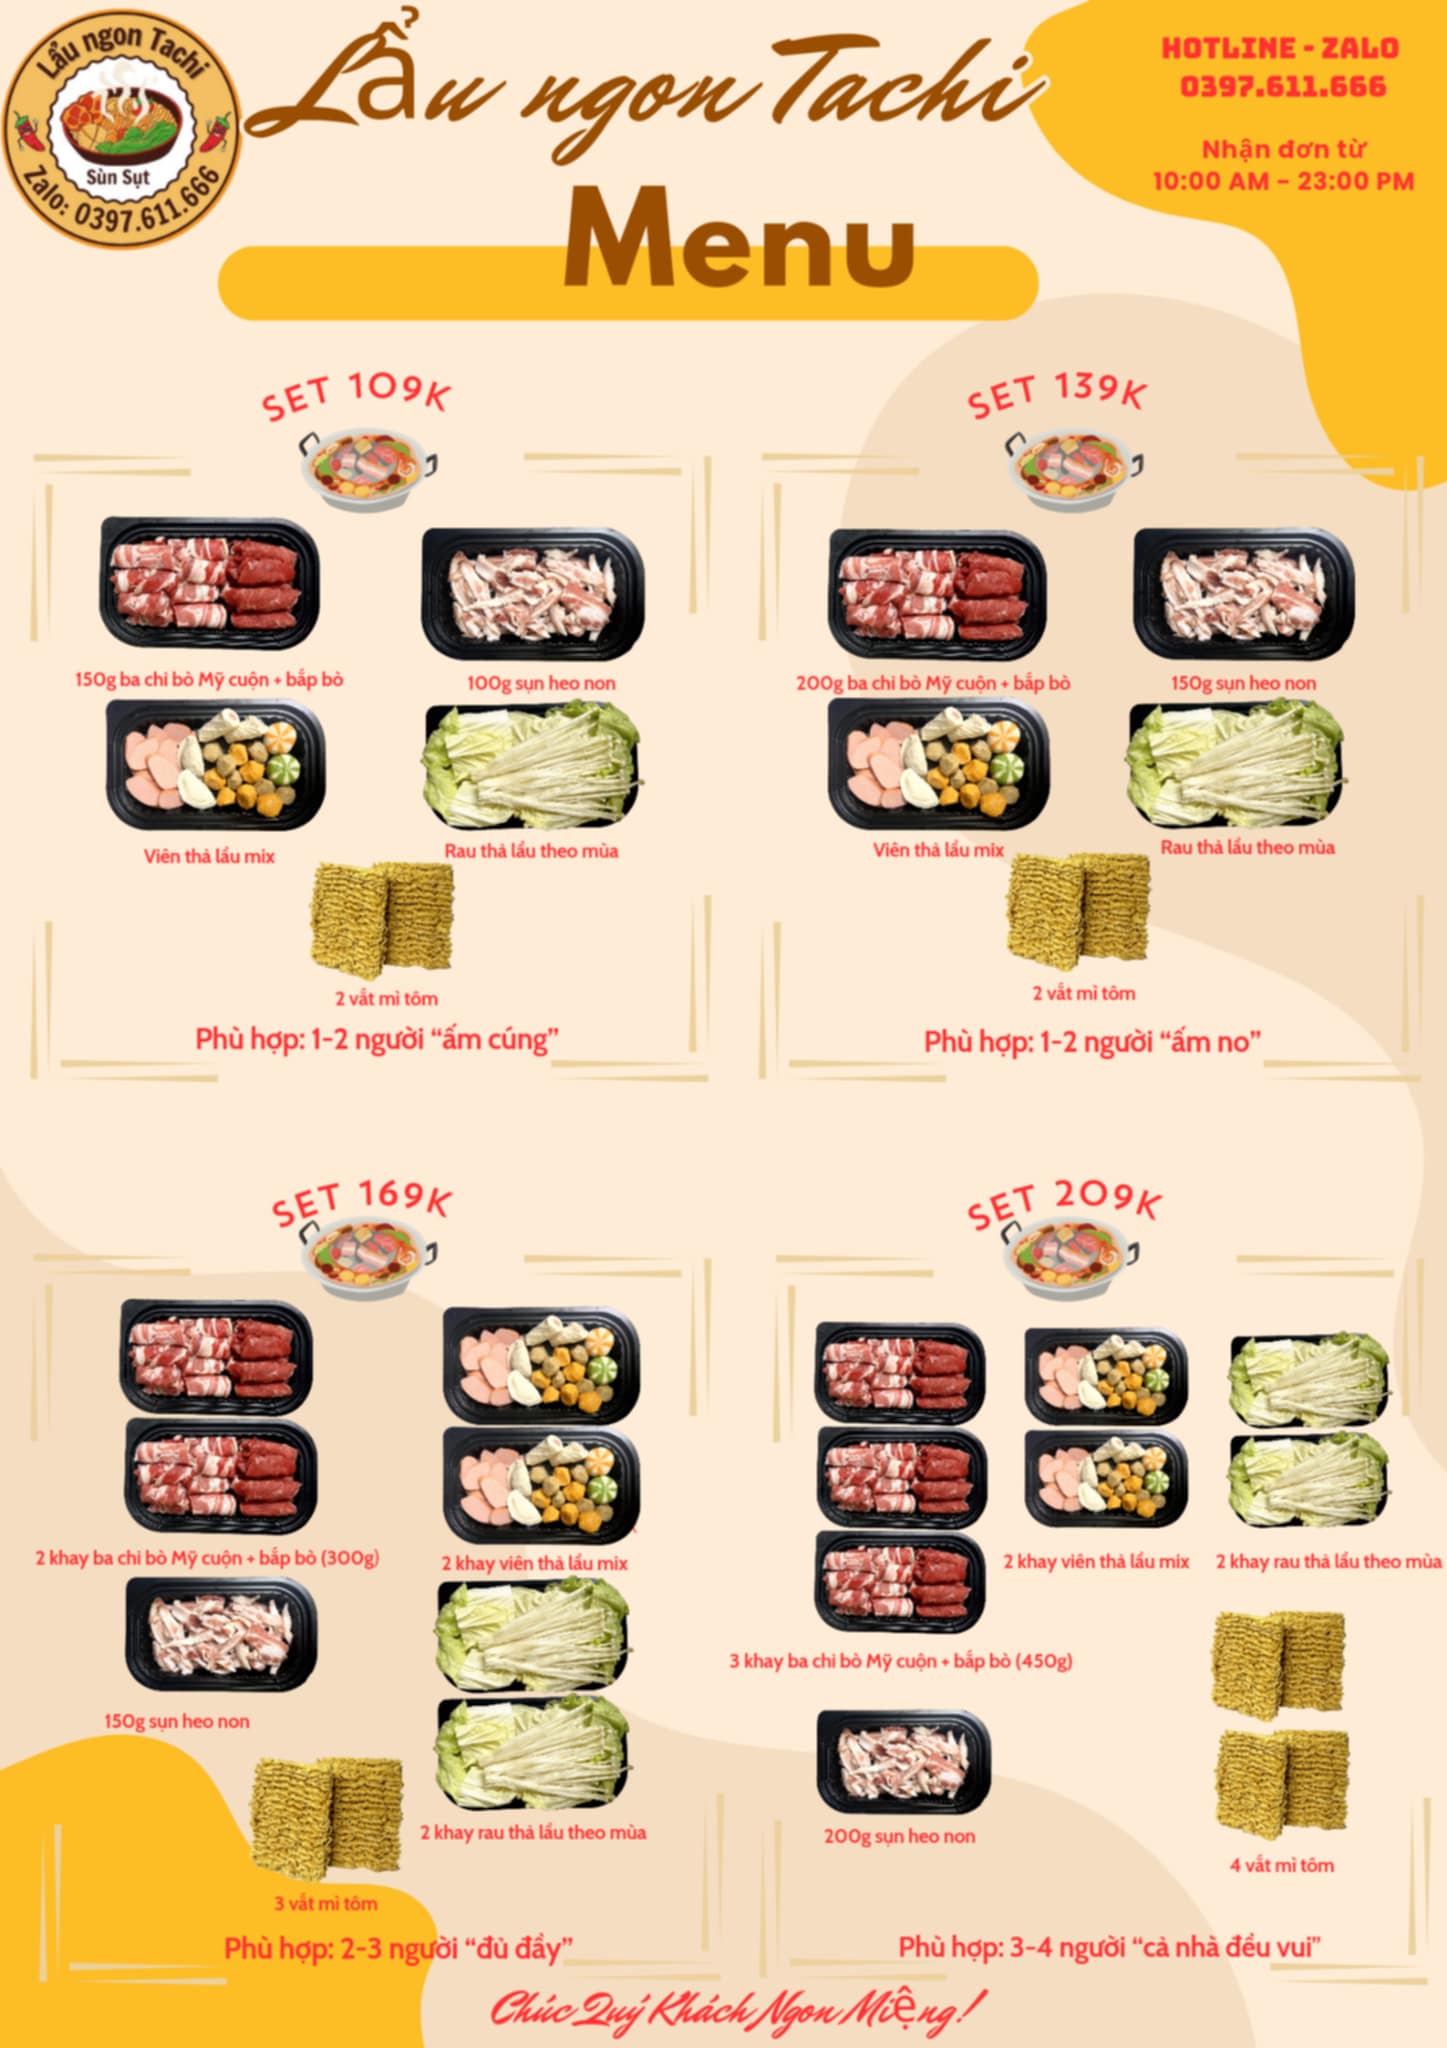 Lẩu ngon Tachi
Sùn Sụt
Zalo: 0397.611.666
Lẩu ngon Tachi
Menu
HOTLINE - ZALO
0397.611.666
Nhận đơn từ
10:00 AM - 23:00 PM
SET 109K
150g ba chỉ bò Mỹ cuộn + bắp bò
100g sụn heo non
Viên thả lẩu mix
Rau thả lẩu theo mùa
2 vắt mì tôm
Phù hợp: 1-2 người “ấm cúng”
SET 139K
200g ba chỉ bò Mỹ cuộn + bắp bò
150g sụn heo non
Viên thả lẩu mix
Rau thả lẩu theo mùa
2 vắt mì tôm
Phù hợp: 1-2 người “ấm no”
SET 169K
2 khay ba chỉ bò Mỹ cuộn + bắp bò (300g)
2 khay viên thả lẩu mix
150g sụn heo non
2 khay rau thả lẩu theo mùa
3 vắt mì tôm
Phù hợp: 2-3 người “đủ đầy”
SET 209K
2 khay viên thả lẩu mix
2 khay rau thả lẩu theo mùa
3 khay ba chỉ bò Mỹ cuộn + bắp bò (450g)
200g sụn heo non
4 vắt mì tôm
Phù hợp: 3-4 người “cả nhà đều vui”
Chúc Quý Khách Ngon Miệng!